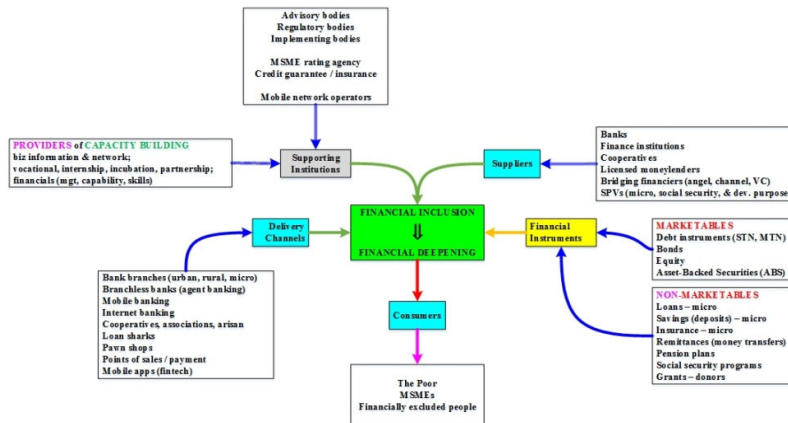 Advisory bodies
Regulatory bodies
Implementing bodies
MSME rating agency
Credit guarantee / insurance
Mobile network operators
PROVIDERS of CAPACITY BUILDING
biz information & network;
vocational, internship, incubation, partnership;
financials (mgt, capability, skills)
Supporting
Institutions
Suppliers
Banks
Finance institutions
Cooperatives
Licensed moneylenders
Bridging financiers (angel, channel, VC)
SPVs (micro, social security, & dev. purpose
Delivery
Channels
FINANCIAL INCLUSION
⇓
FINANCIAL DEEPENING
Financial
Instruments
MARKETABLES
Debt instruments (STN, MTN)
Bonds
Equity
Asset-Backed Securities (ABS)
Bank branches (urban, rural, micro)
Branchless banks (agent banking)
Mobile banking
Internet banking
Cooperatives, associations, arisan
Loan sharks
Pawn shops
Points of sales / payment
Mobile apps (fintech)
Consumers
NON-MARKETABLES
Loans – micro
Savings (deposits) – micro
Insurance – micro
Remittances (money transfers)
Pension plans
Social security programs
Grants – donors
The Poor
MSMEs
Financially excluded people